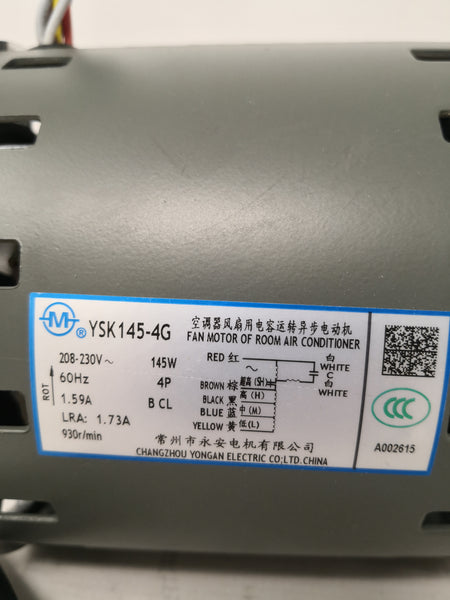 M ® YSK145-4G
空调器风扇用电容运转异步电动机
FAN MOTOR OF ROOM AIR CONDITIONER
208-230V～ 145W
60Hz 4P
1.59A B CL
LRA: 1.73A
930r/min
ROT
RED 红 ～ 白
WHITE
C
BROWN 棕 超高(SH) 白
WHITE
BLACK 黑 高(H)
BLUE 蓝 中(M)
YELLOW 黄 低(L)
常州市永安电机有限公司
CHANGZHOU YONGAN ELECTRIC CO;LTD.CHINA
CCC
A002615